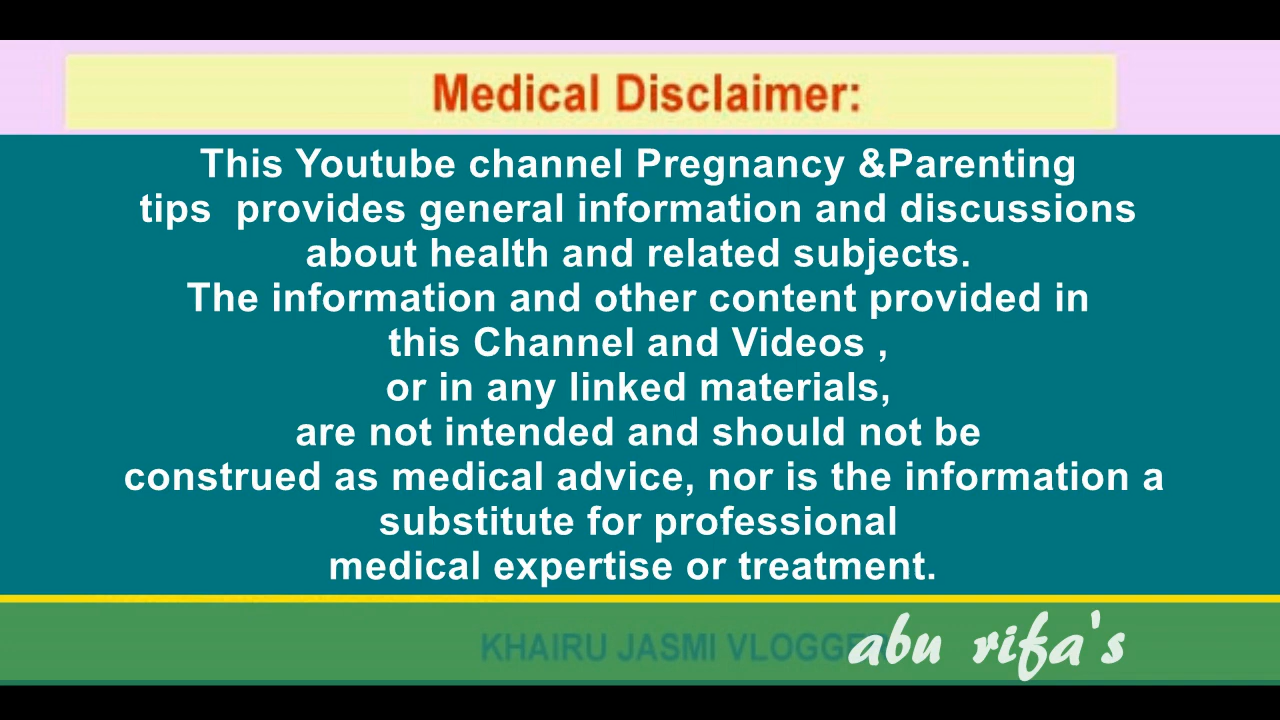 Medical Disclaimer:
This Youtube channel Pregnancy &Parenting
tips  provides general information and discussions
about health and related subjects.
The information and other content provided in
this Channel and Videos ,
or in any linked materials,
are not intended and should not be
construed as medical advice, nor is the information a
substitute for professional
medical expertise or treatment.
KHAIRU JASMI
abu rifa's